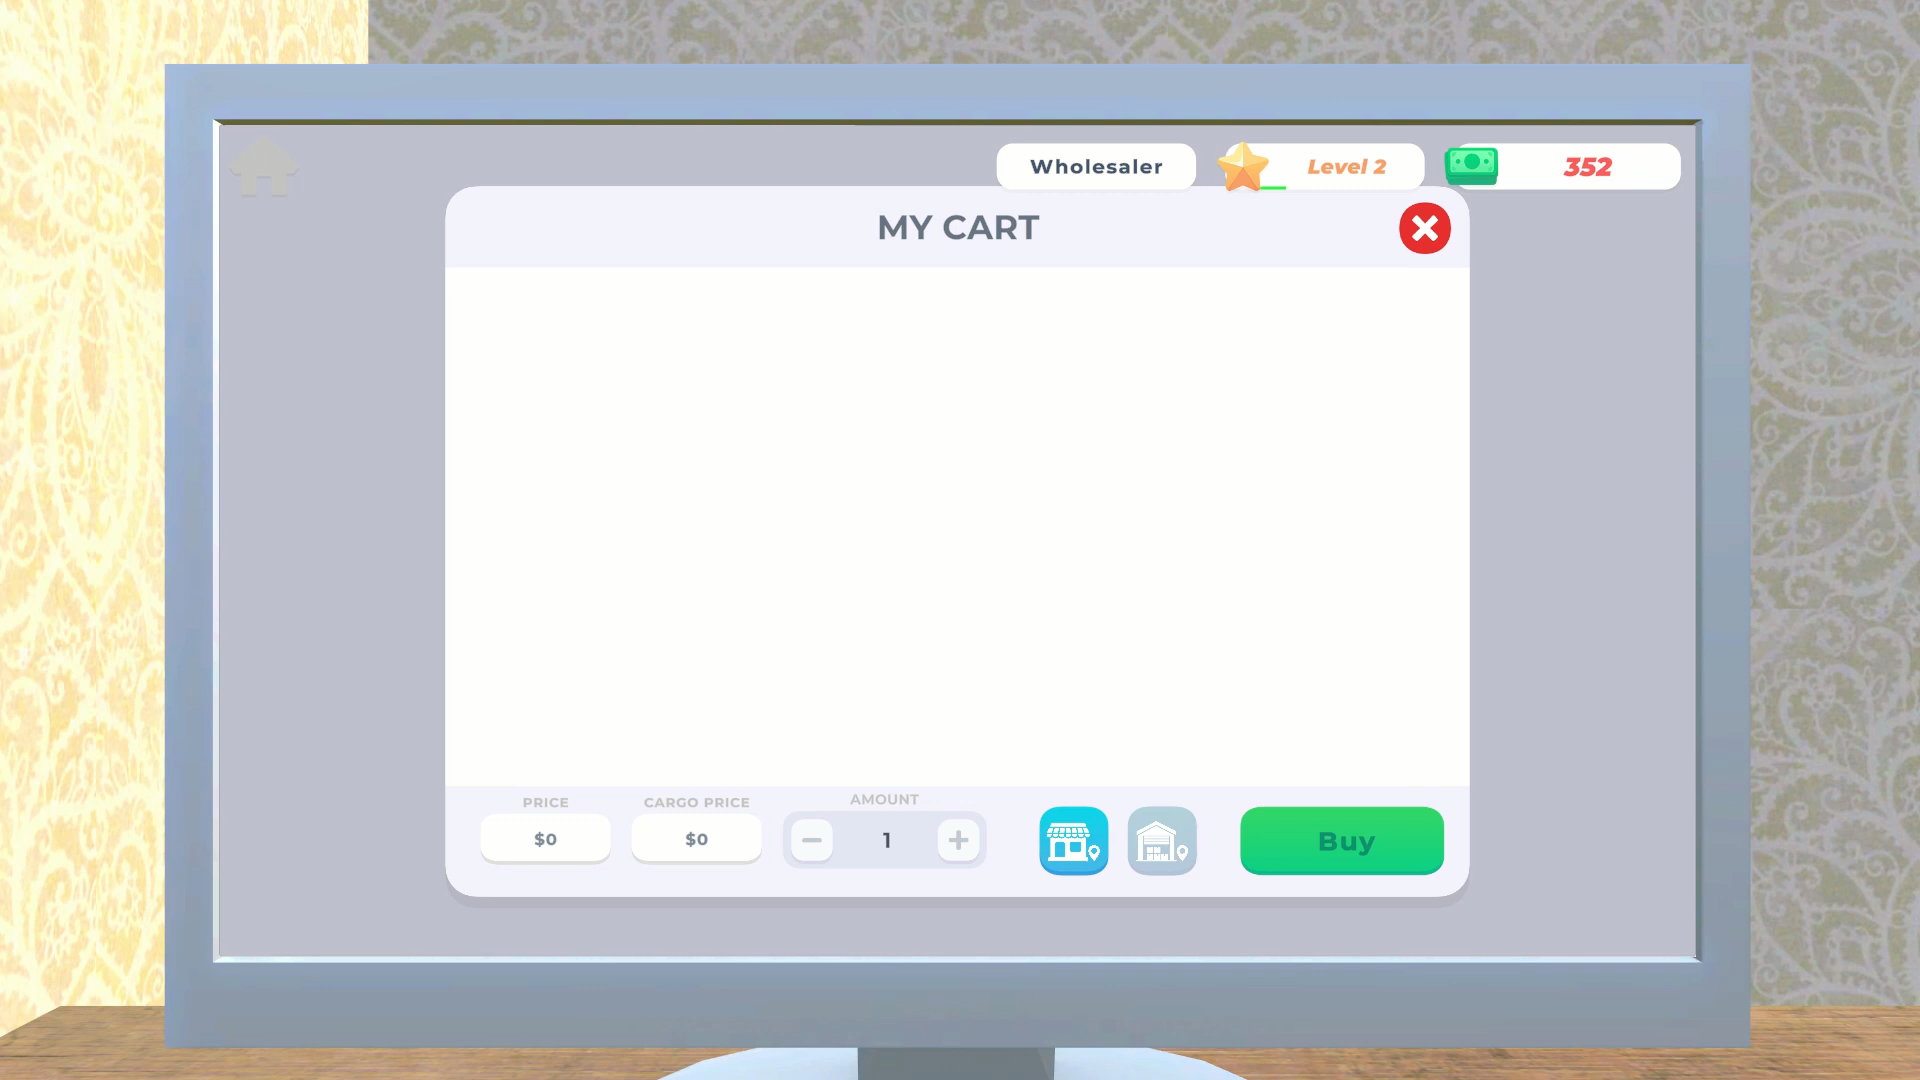 Wholesaler
Level 2
352
MY CART
PRICE
CARGO PRICE
AMOUNT
$0
$0
1
Buy